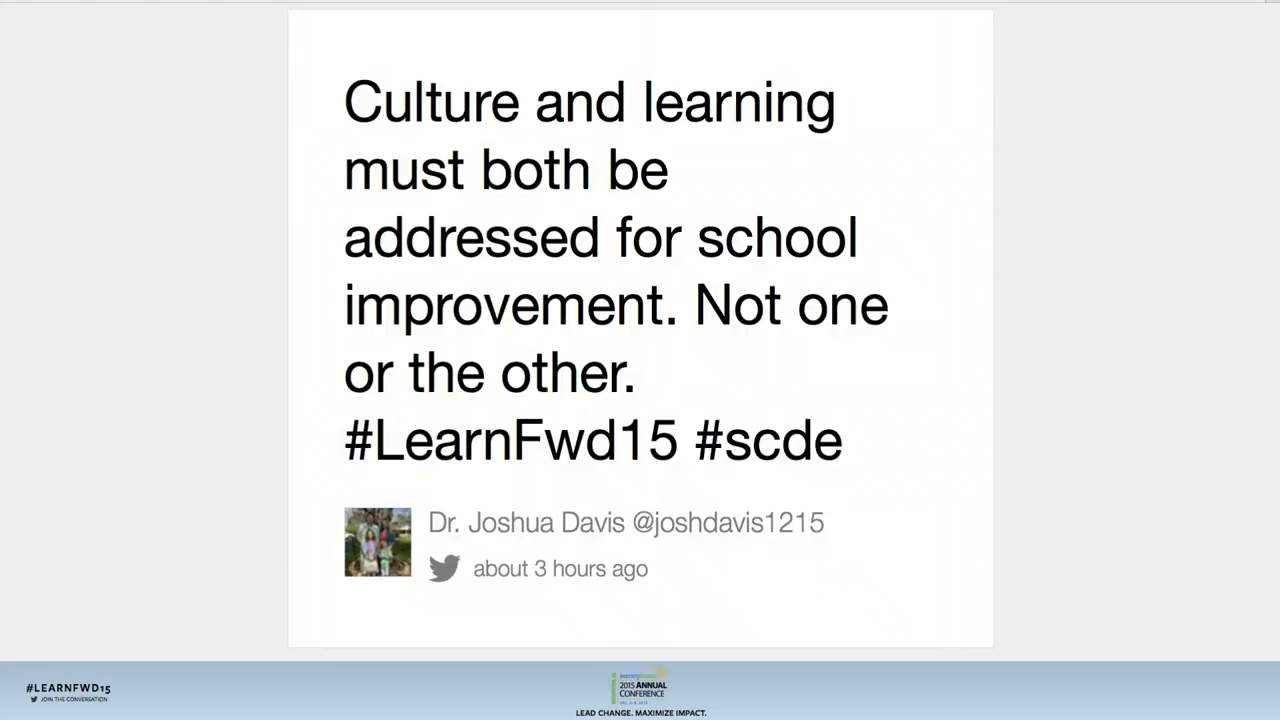 Culture and learning
must both be
addressed for school
improvement. Not one
or the other.
#LearnFwd15 #scde
Dr. Joshua Davis @joshdavis1215
about 3 hours ago
#LEARNFWD15
JOIN THE CONVERSATION
2015 ANNUAL
CONFERENCE
LEAD CHANGE. MAXIMIZE IMPACT.